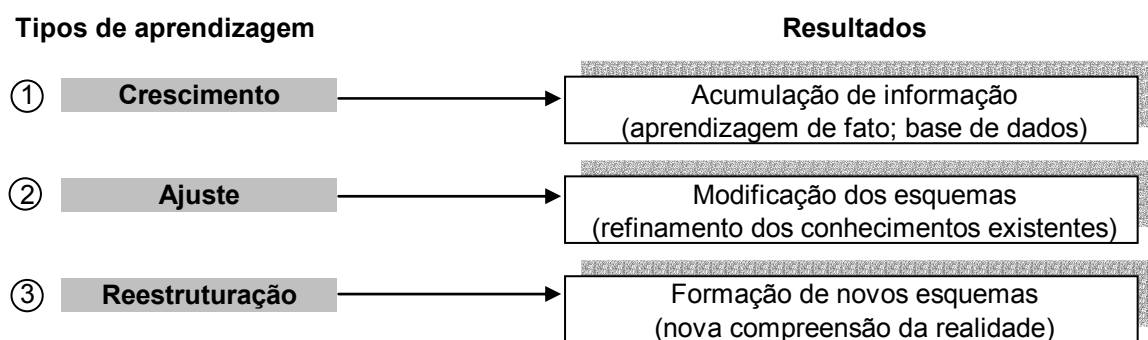 Tipos de aprendizagem Resultados
① Crescimento Acumulação de informação
(aprendizagem de fato; base de dados)
② Ajuste Modificação dos esquemas
(refinamento dos conhecimentos existentes)
③ Reestruturação Formação de novos esquemas
(nova compreensão da realidade)